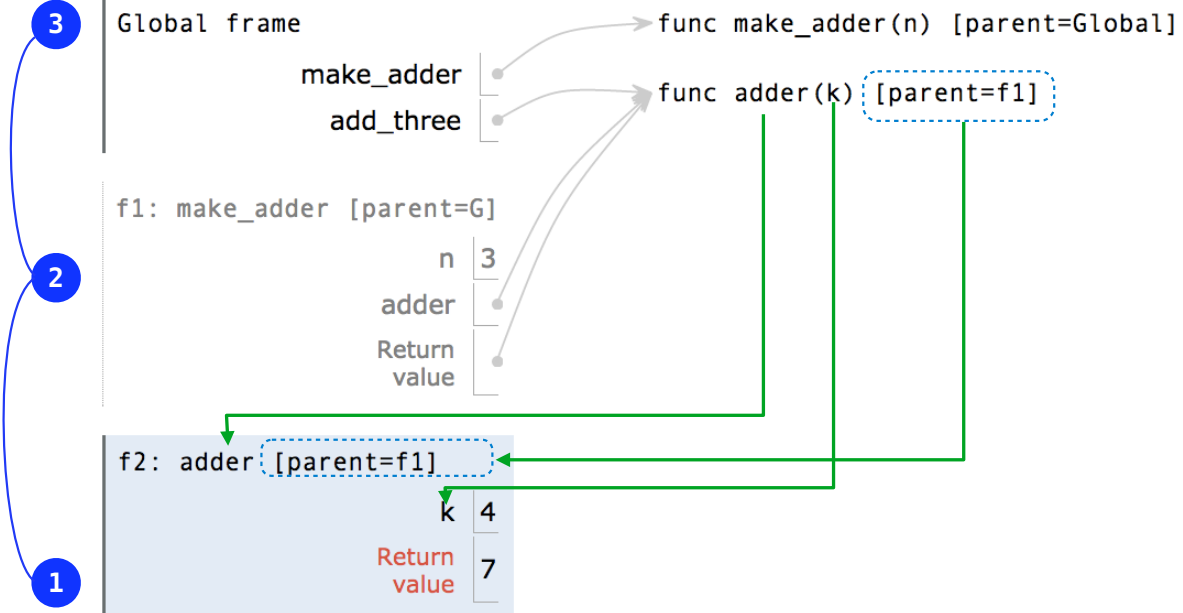 3
Global frame
func make_adder(n) [parent=Global]
make_adder
func adder(k) [parent=f1]
add_three
f1: make_adder [parent=G]
2
n 3
adder
Return
value
f2: adder [parent=f1]
k 4
1
Return
value 7